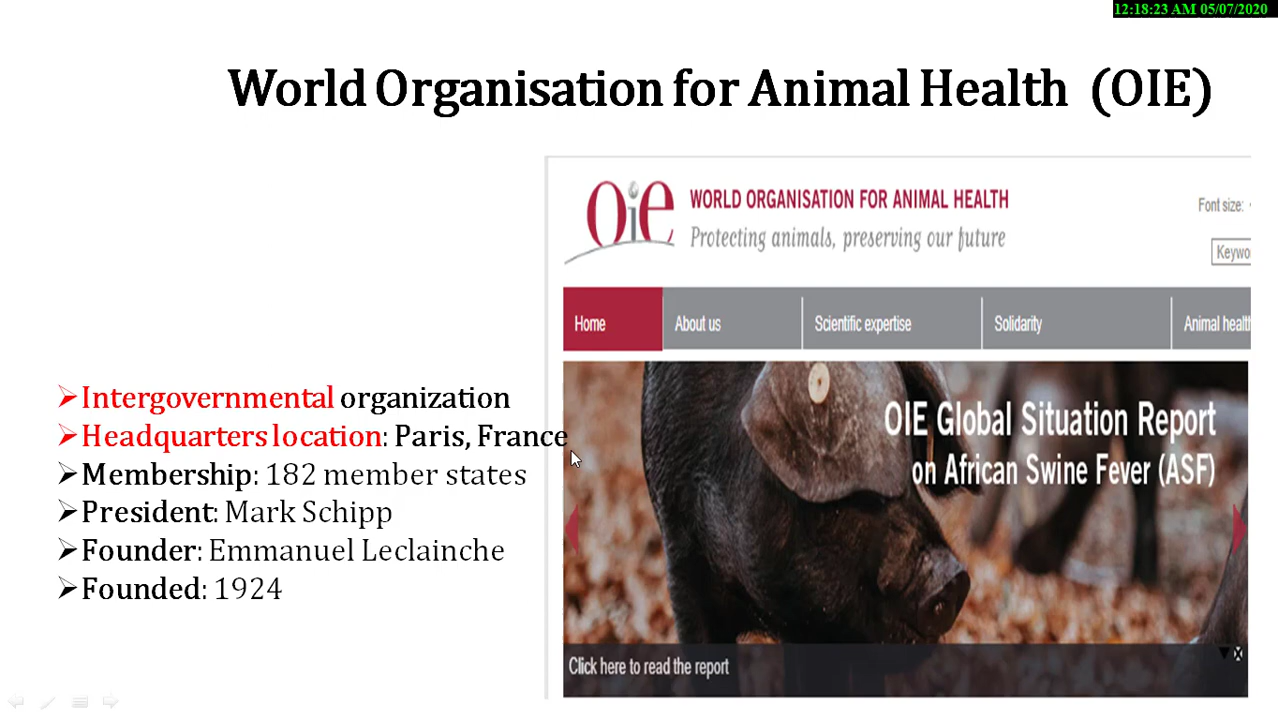 12:18:23 AM 05/07/2020
World Organisation for Animal Health (OIE)
oie
WORLD ORGANISATION FOR ANIMAL HEALTH
Protecting animals, preserving our future
Font size:
Keywo
Home
About us
Scientific expertise
Solidarity
Animal health
OIE Global Situation Report
on African Swine Fever (ASF)
Click here to read the report
➢Intergovernmental organization
➢Headquarters location: Paris, France
➢Membership: 182 member states
➢President: Mark Schipp
➢Founder: Emmanuel Leclainche
➢Founded: 1924